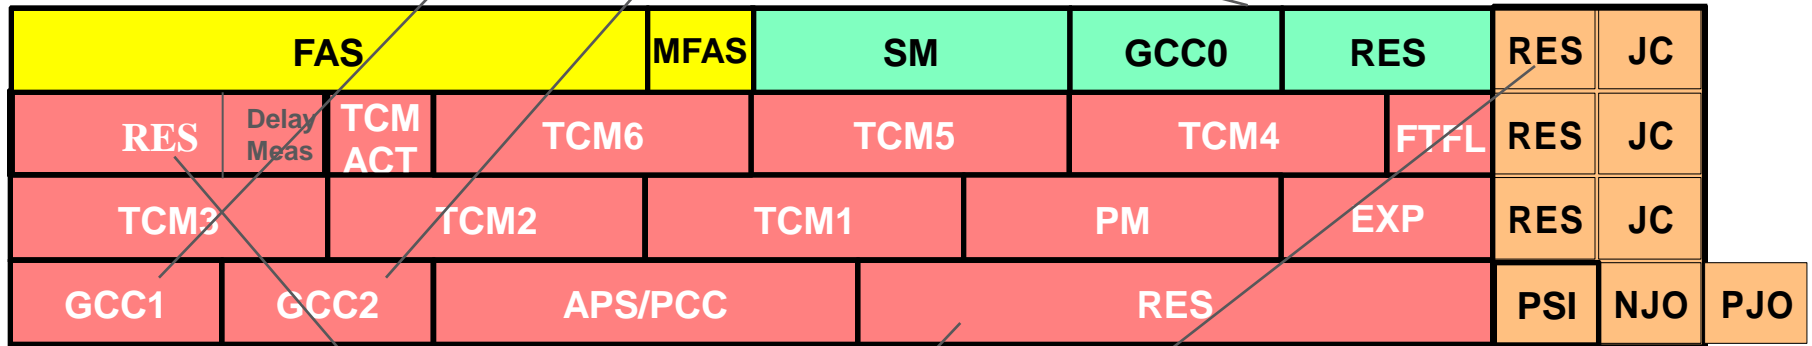 FAS MFAS SM GCC0 RES RES JC
RES Delay Meas TCM ACT TCM6 TCM5 TCM4 FTFL RES JC
TCM3 TCM2 TCM1 PM EXP RES JC
GCC1 GCC2 APS/PCC RES PSI NJO PJO